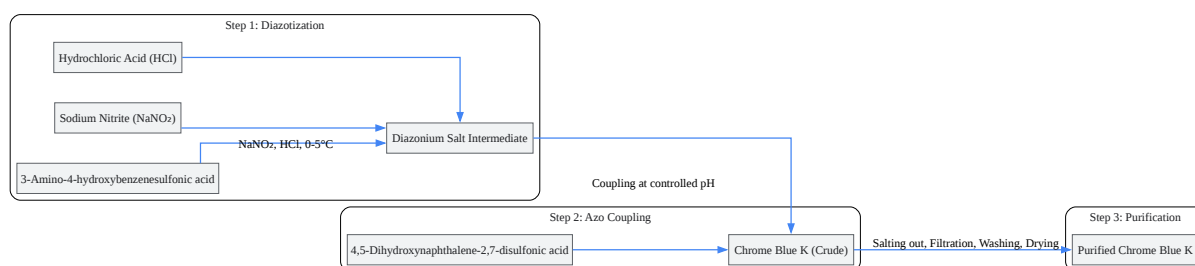 Step 1: Diazotization
Hydrochloric Acid (HCl)
Sodium Nitrite (NaNO₂)
Diazonium Salt Intermediate
NaNO₂, HCl, 0-5°C
3-Amino-4-hydroxybenzenesulfonic acid
Coupling at controlled pH
Step 2: Azo Coupling
4,5-Dihydroxynaphthalene-2,7-disulfonic acid
Chrome Blue K (Crude)
Salting out, Filtration, Washing, Drying
Step 3: Purification
Purified Chrome Blue K